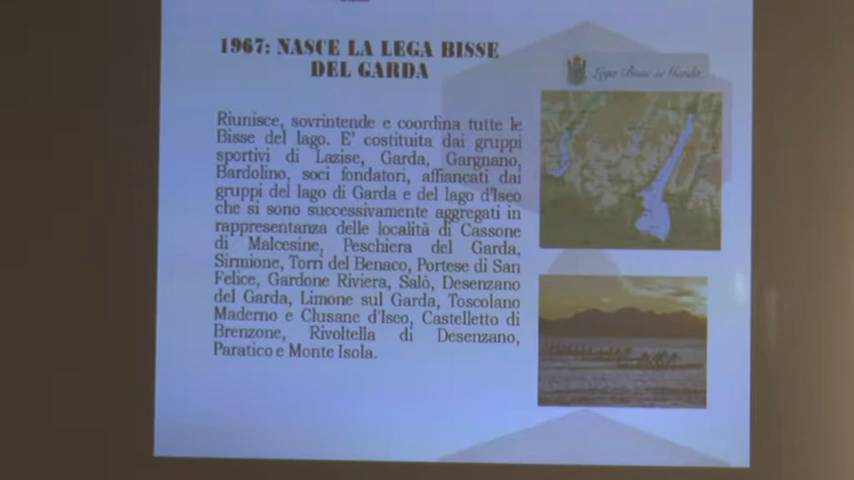 1967: NASCE LA LEGA BISSE
DEL GARDA
Lega Bisse del Garda
Riunisce, sovrintende e coordina tutte le
Bisse del lago. E' costituita dai gruppi
sportivi di Lazise, Garda, Gargnano,
Bardolino, soci fondatori, affiancati dai
gruppi del lago di Garda e del lago d'Iseo
che si sono successivamente aggregati in
rappresentanza delle località di Cassone
di Malcesine, Peschiera del Garda,
Sirmione, Torri del Benaco, Portese di San
Felice, Gardone Riviera, Salò, Desenzano
del Garda, Limone sul Garda, Toscolano
Maderno e Clusane d'Iseo, Castelletto di
Brenzone, Rivoltella di Desenzano,
Paratico e Monte Isola.